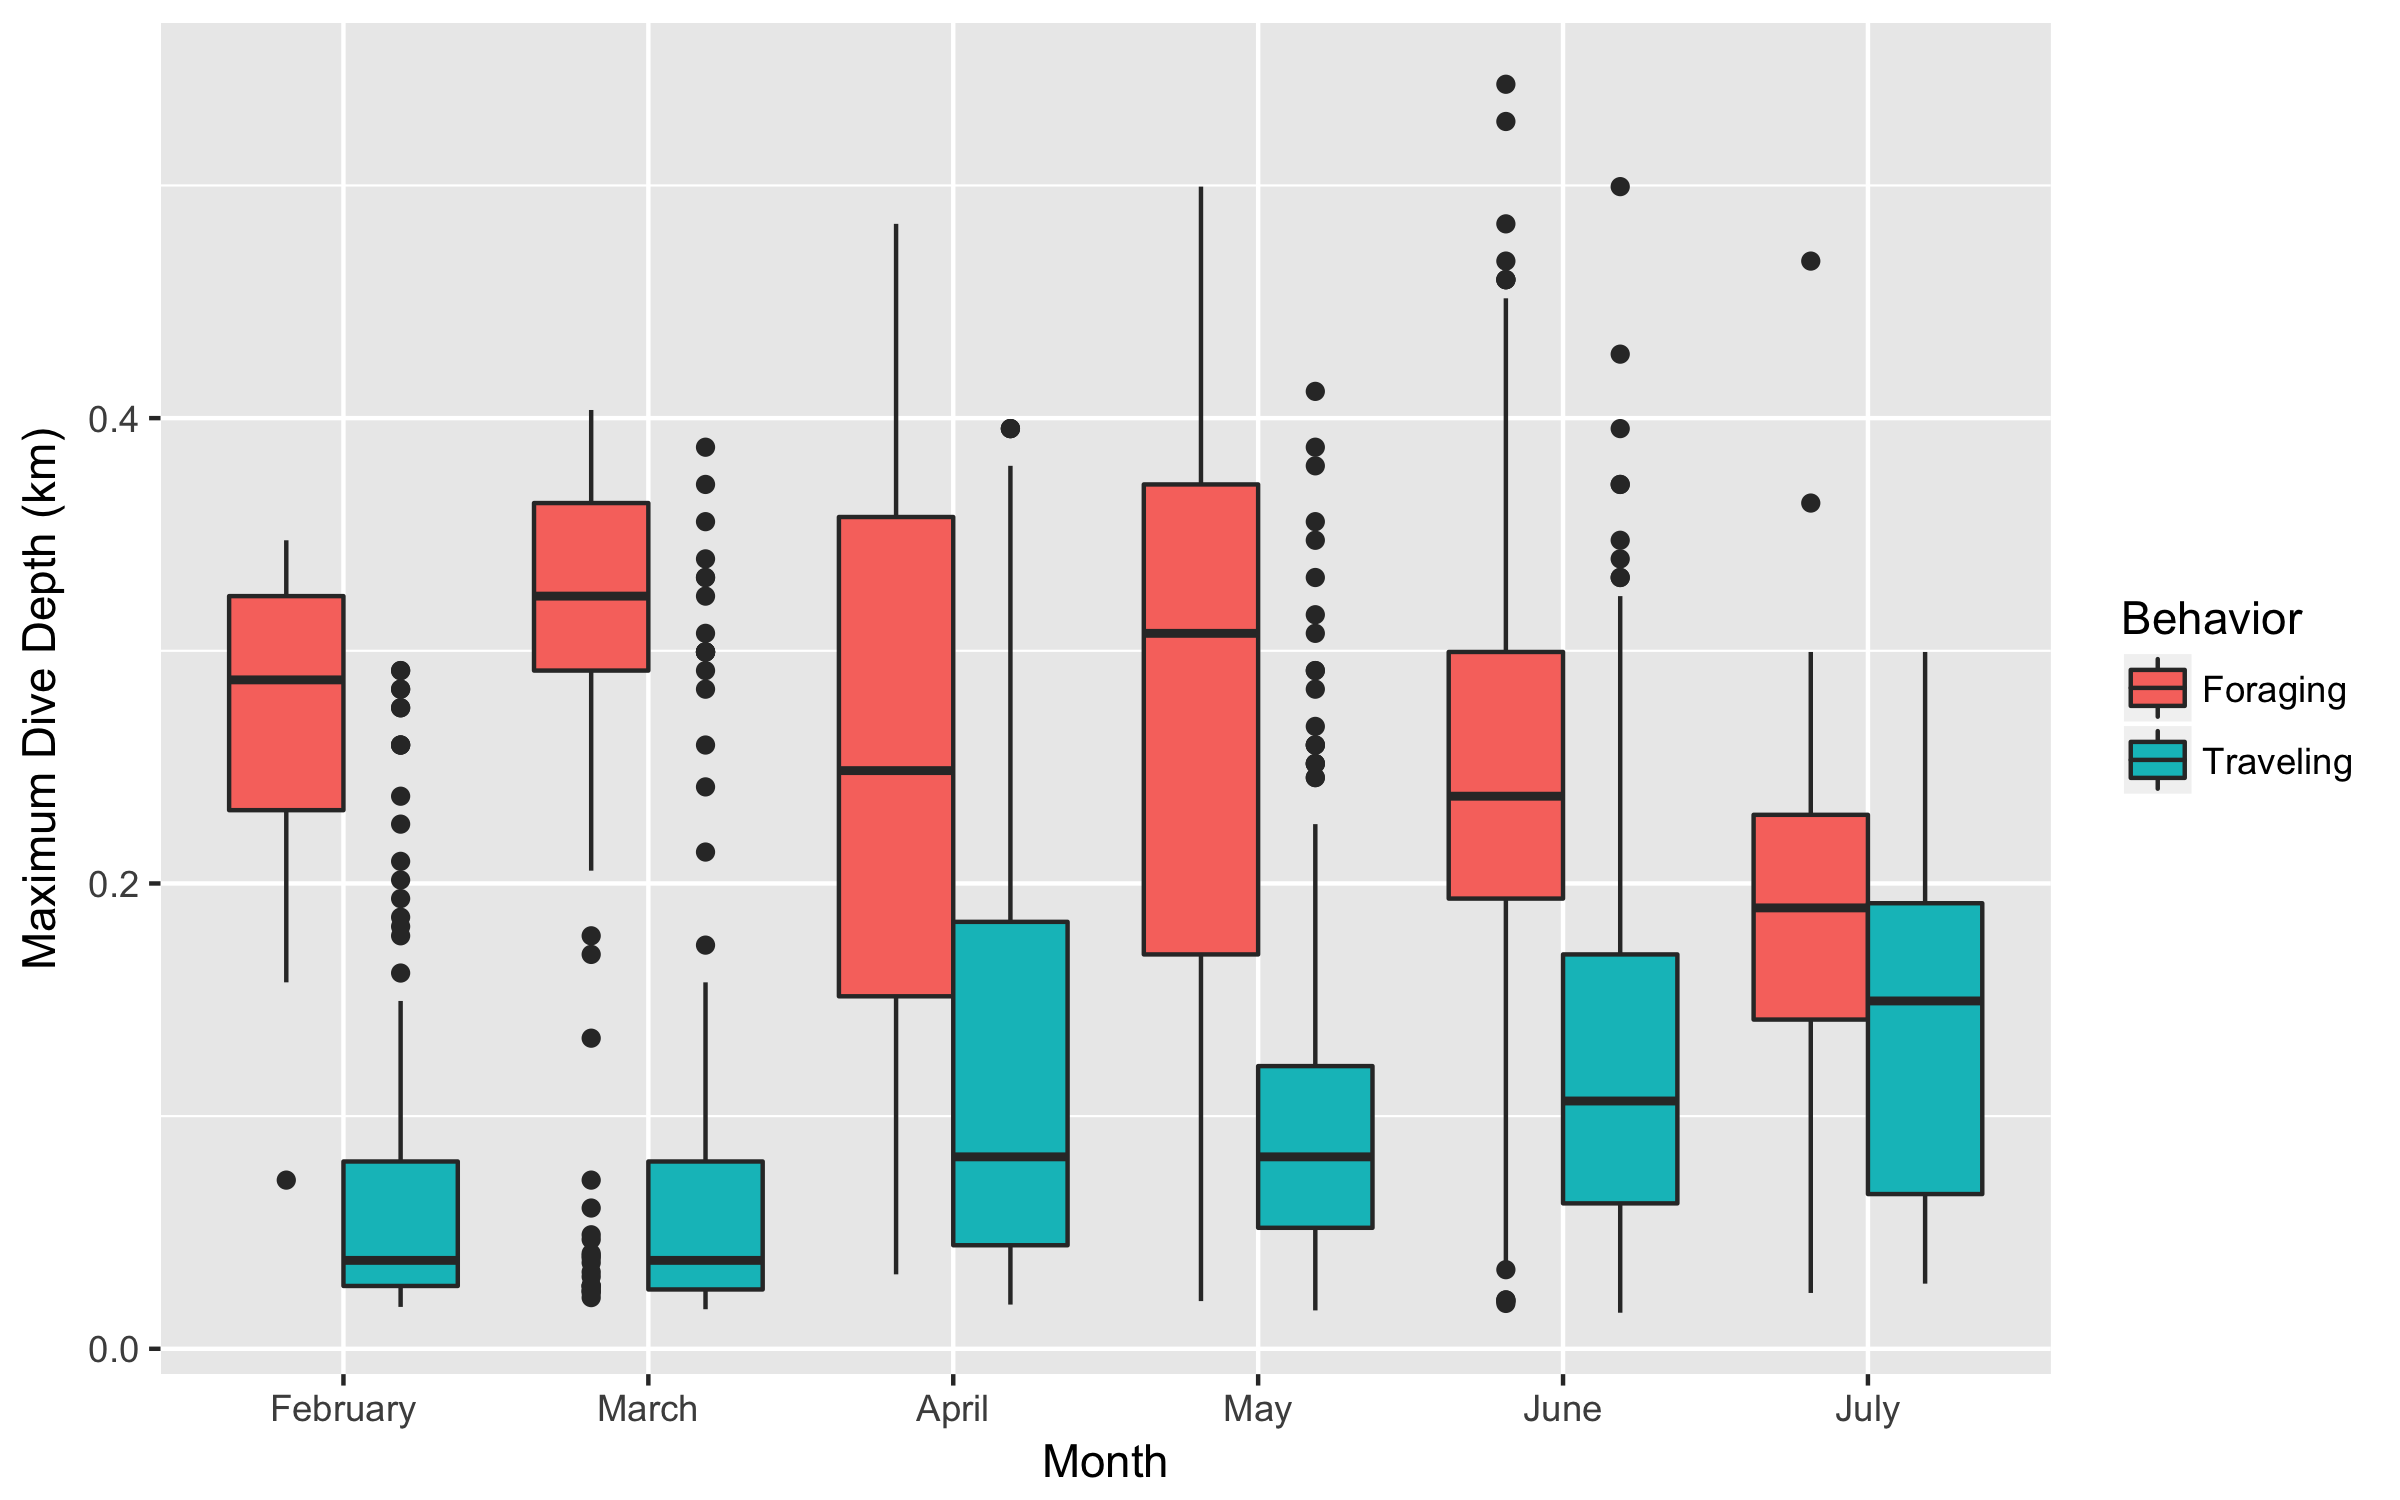 Maximum Dive Depth (km)
0.4
0.2
0.0
February March April May June July
Month
Behavior
Foraging
Traveling